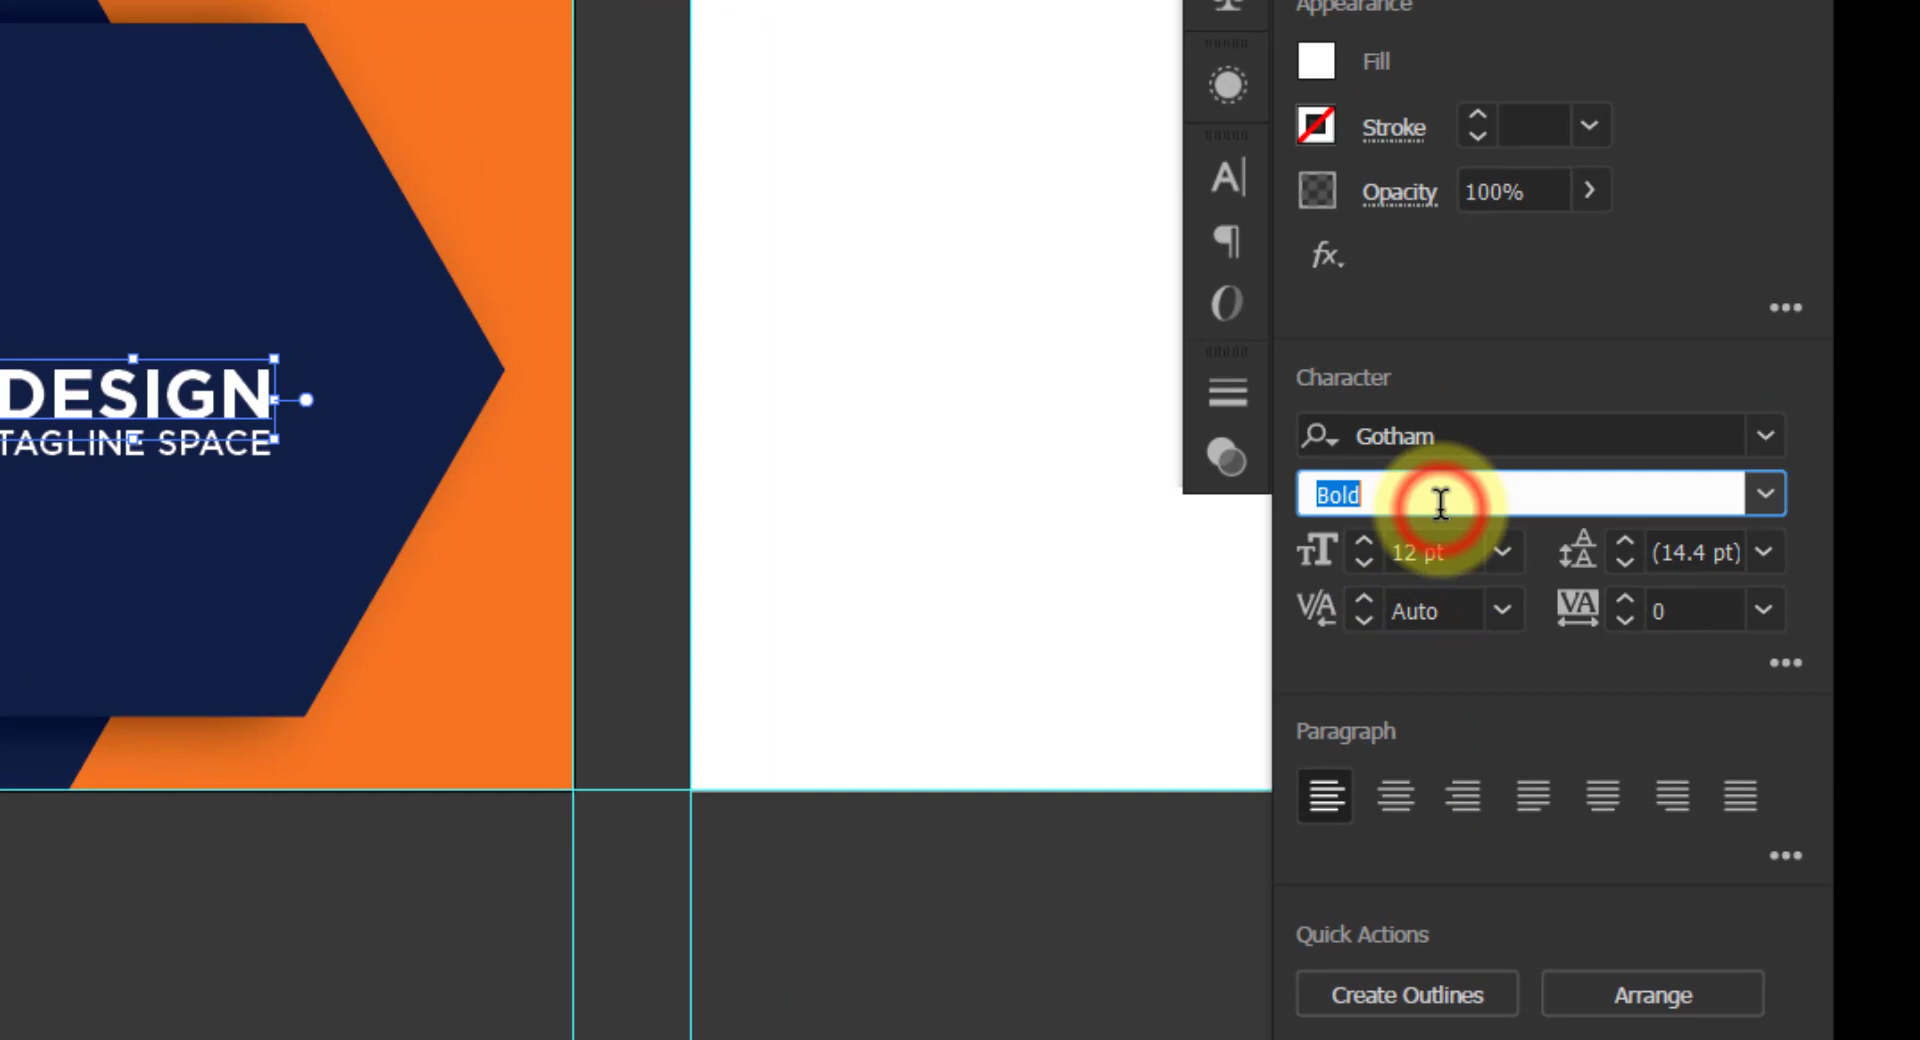 Appearance
Fill
Stroke
Opacity 100%
fx.
DESIGN
TAGLINE SPACE
Character
Gotham
Bold
12 pt (14.4 pt)
Auto 0
Paragraph
Quick Actions
Create Outlines Arrange